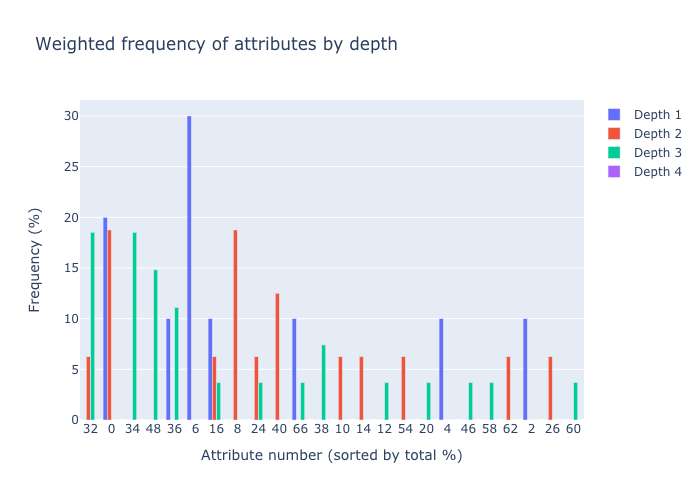 Weighted frequency of attributes by depth
Depth 1
Depth 2
Depth 3
Depth 4
Frequency (%)
30
25
20
15
10
5
0
32 0 34 48 36 6 16 8 24 40 66 38 10 14 12 54 20 4 46 58 62 2 26 60
Attribute number (sorted by total %)